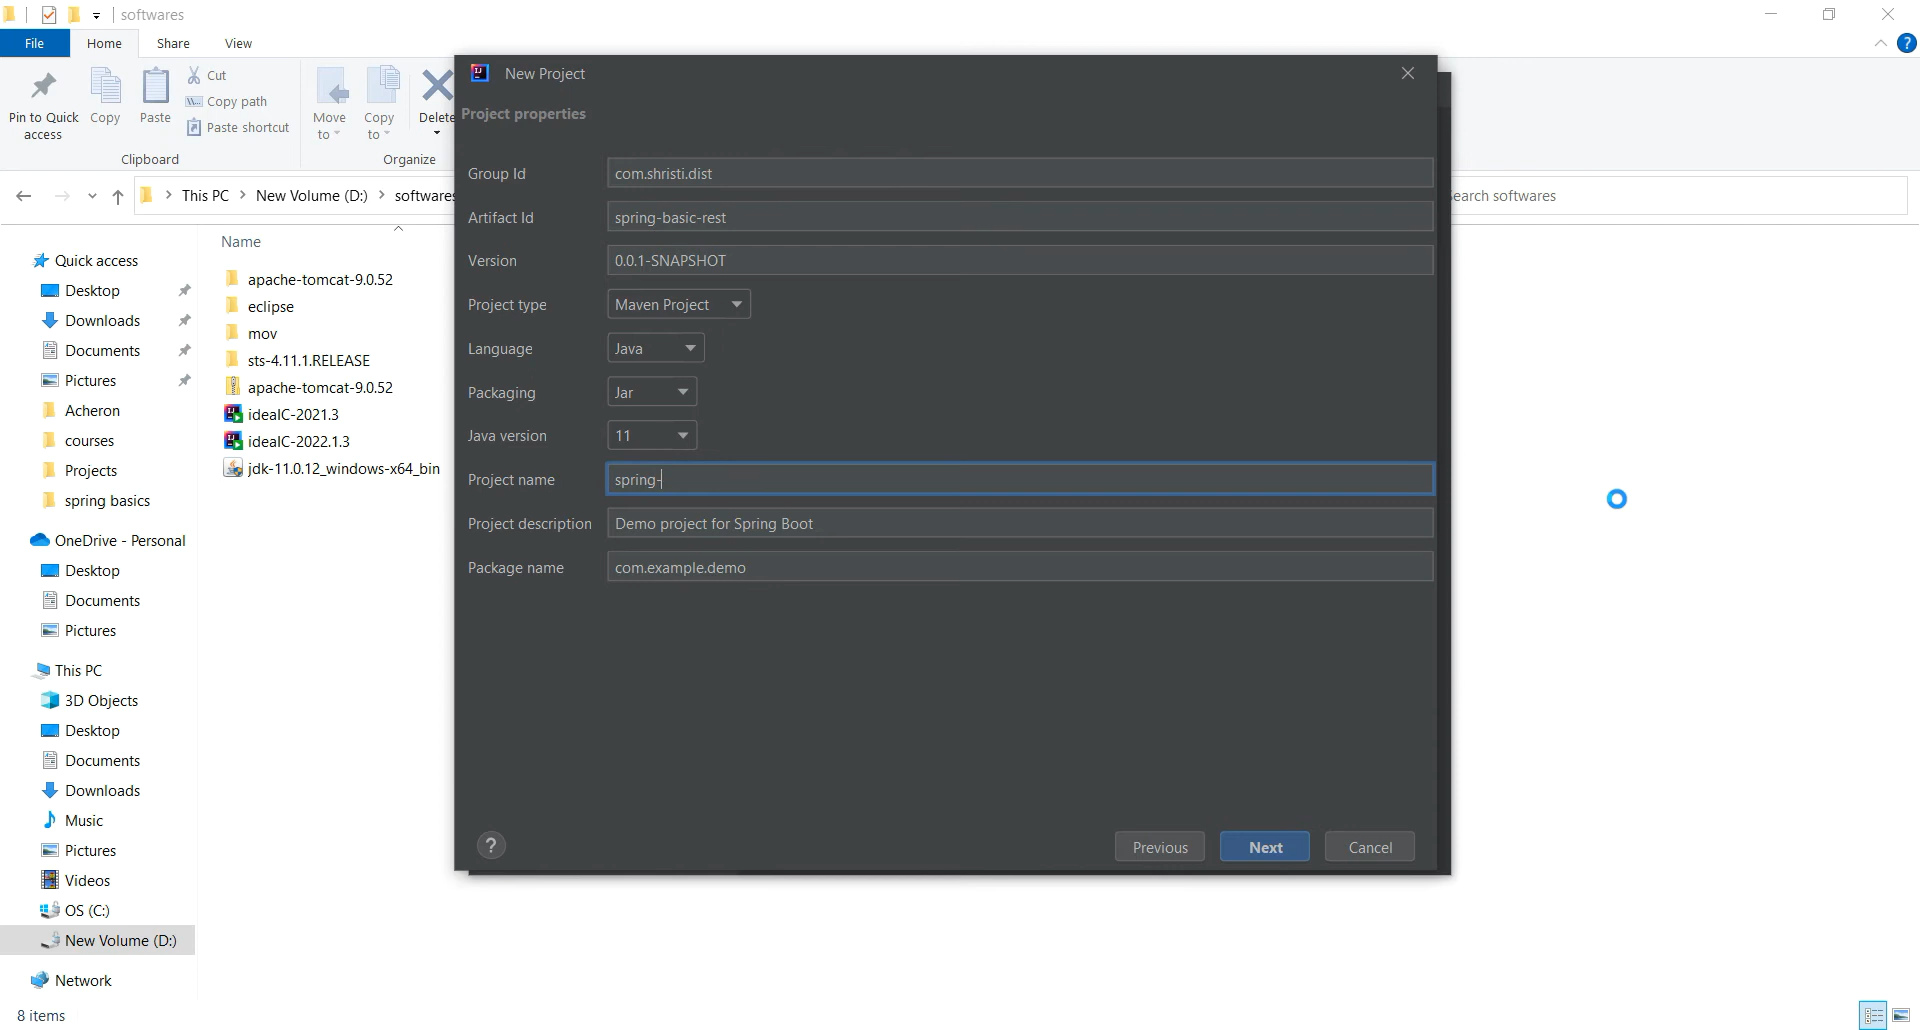 softwares
File Home Share View
Pin to Quick access
Copy
Paste
Cut
Copy path
Paste shortcut
Clipboard
Move to
Copy to
Delete
Organize
This PC New Volume (D:) softwares
Search softwares
Name
Quick access
Desktop
Downloads
Documents
Pictures
Acheron
courses
Projects
spring basics
OneDrive - Personal
Desktop
Documents
Pictures
This PC
3D Objects
Desktop
Documents
Downloads
Music
Pictures
Videos
OS (C:)
New Volume (D:)
Network
8 items
apache-tomcat-9.0.52
eclipse
mov
sts-4.11.1.RELEASE
apache-tomcat-9.0.52
ideaIC-2021.3
ideaIC-2022.1.3
jdk-11.0.12_windows-x64_bin
New Project
Project properties
Group Id com.shristi.dist
Artifact Id spring-basic-rest
Version 0.0.1-SNAPSHOT
Project type Maven Project
Language Java
Packaging Jar
Java version 11
Project name spring-
Project description Demo project for Spring Boot
Package name com.example.demo
? Previous Next Cancel
?